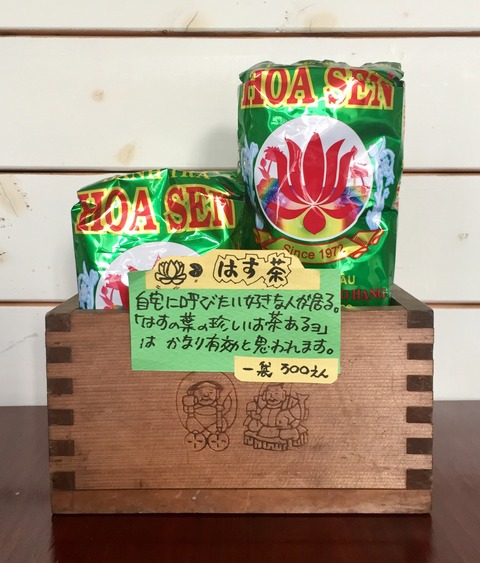 HOA SEN
Since 1972
HOA SEN
はす茶
自宅に呼びたい好きな人が居る。
「はすの葉の珍しいお茶あるヨ」
は かなり有効と思われます。
一袋 300えん